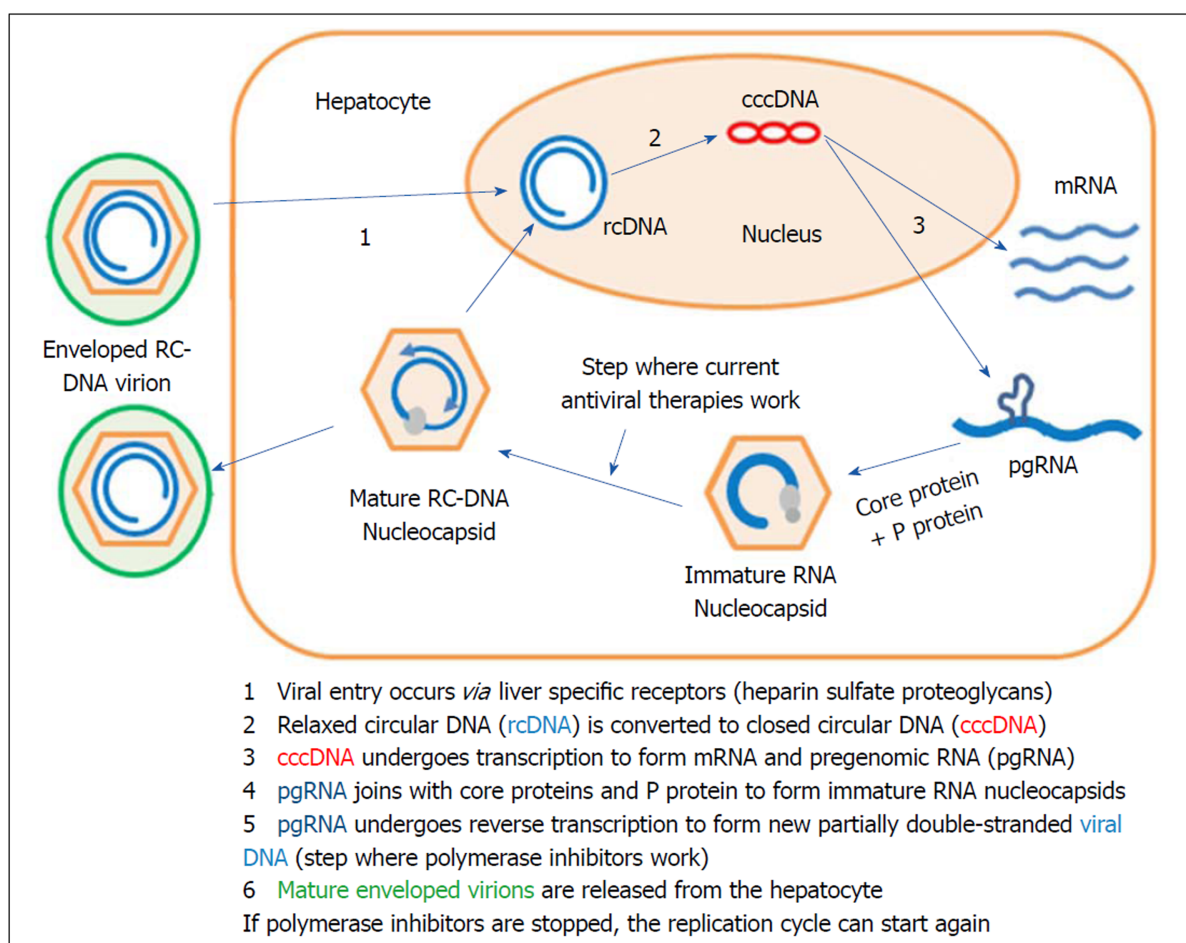 Hepatocyte
cccDNA
2
mRNA
rcDNA
Nucleus
3
1
Enveloped RC-
DNA virion
Step where current
antiviral therapies work
pgRNA
Core protein
+ P protein
Mature RC-DNA
Nucleocapsid
Immature RNA
Nucleocapsid
1 Viral entry occurs via liver specific receptors (heparin sulfate proteoglycans)
2 Relaxed circular DNA (rcDNA) is converted to closed circular DNA (cccDNA)
3 cccDNA undergoes transcription to form mRNA and pregenomic RNA (pgRNA)
4 pgRNA joins with core proteins and P protein to form immature RNA nucleocapsids
5 pgRNA undergoes reverse transcription to form new partially double-stranded viral
DNA (step where polymerase inhibitors work)
6 Mature enveloped virions are released from the hepatocyte
If polymerase inhibitors are stopped, the replication cycle can start again